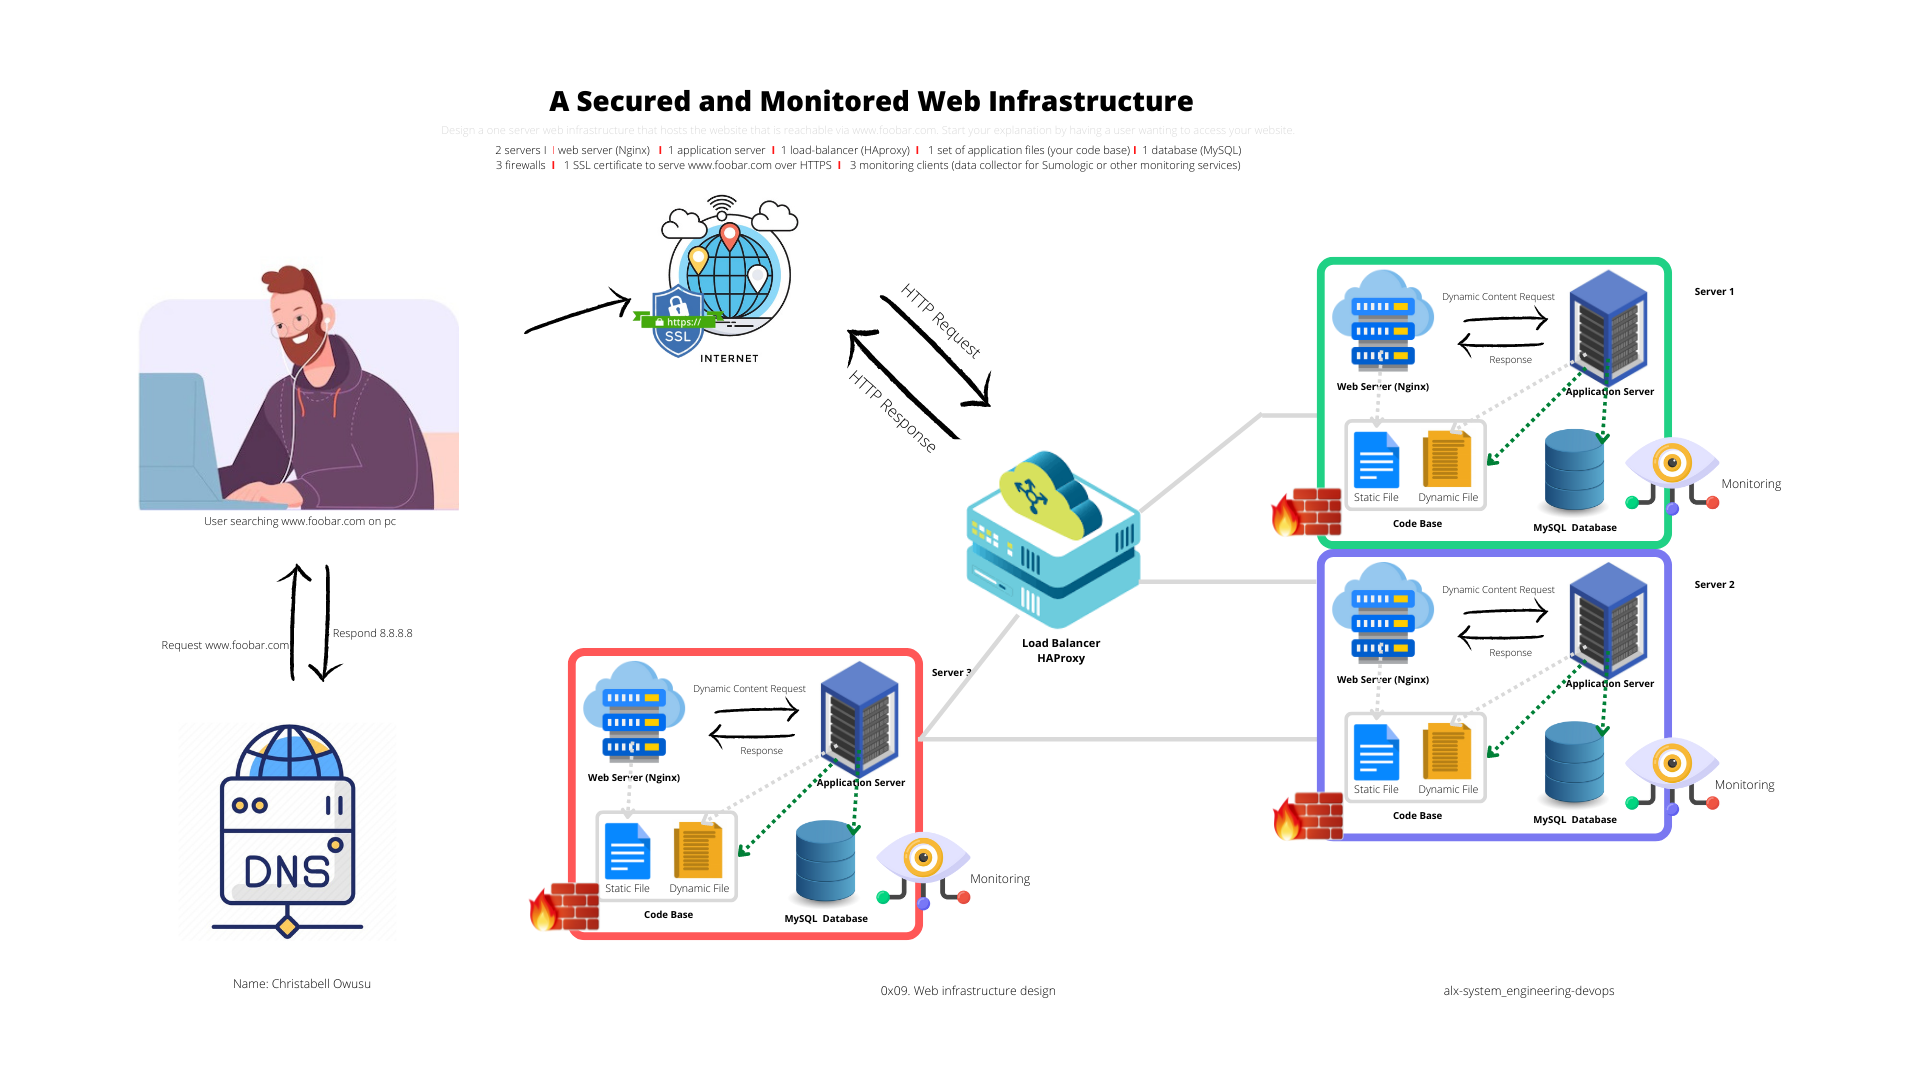 A Secured and Monitored Web Infrastructure
Design a one server web infrastructure that hosts the website that is reachable via www.foobar.com. Start your explanation by having a user wanting to access your website
2 servers I I web server (Nginx) I 1 application server I 1 load-balancer (HAproxy) I 1 set of application files (your code base) I 1 database (MySQL)
3 firewalls I 1 SSL certificate to serve www.foobar.com over HTTPS I 3 monitoring clients (data collector for Sumologic or other monitoring services)
https://
SSL
INTERNET
HTTP Request
HTTP Response
User searching www.foobar.com on pc
Request www.foobar.com
Respond 8.8.8.8
DNS
Load Balancer
HAProxy
Server 1
Dynamic Content Request
Response
Web Server (Nginx)
Application Server
Static File
Dynamic File
Code Base
MySQL Database
Monitoring
Server 2
Dynamic Content Request
Response
Web Server (Nginx)
Application Server
Static File
Dynamic File
Code Base
MySQL Database
Monitoring
Server 3
Dynamic Content Request
Response
Web Server (Nginx)
Application Server
Static File
Dynamic File
Code Base
MySQL Database
Monitoring
Name: Christabell Owusu
0x09. Web infrastructure design
alx-system_engineering-devops